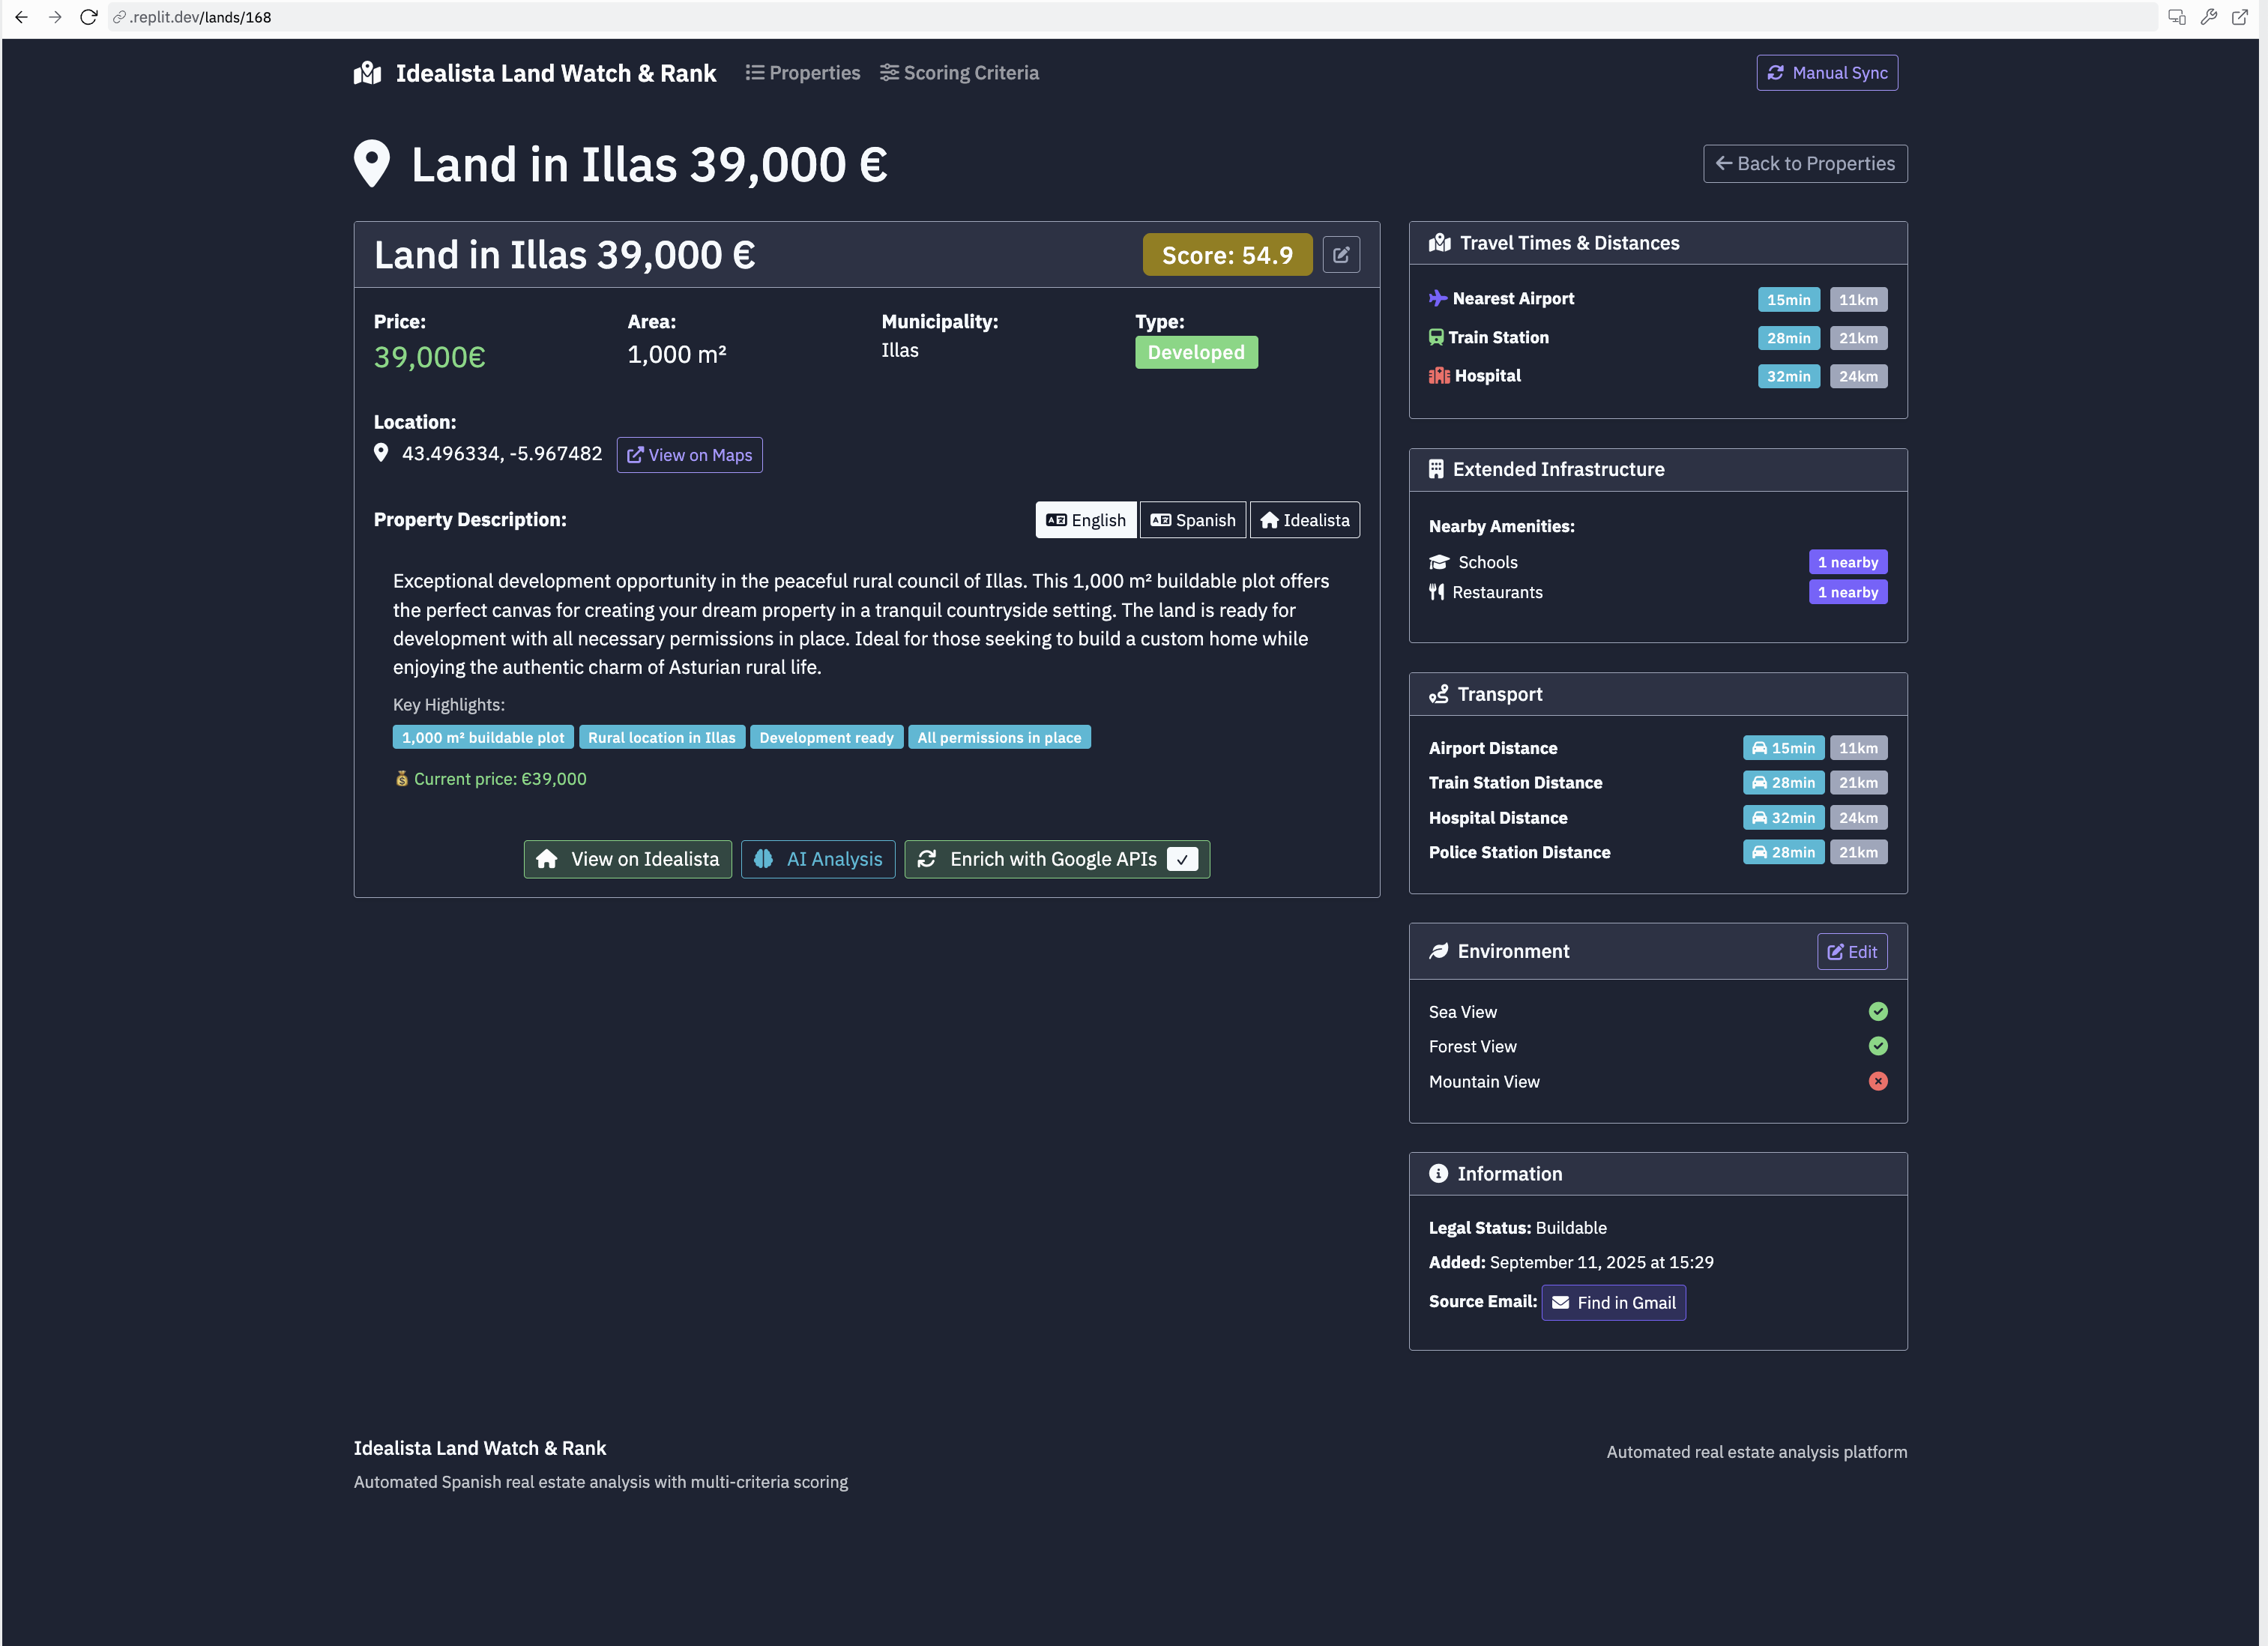 .replit.dev/lands/168
Idealista Land Watch & Rank
Properties
Scoring Criteria
Manual Sync
Land in Illas 39,000 €
Back to Properties
Land in Illas 39,000 €
Score: 54.9
Price:
39,000€
Area:
1,000 m²
Municipality:
Illas
Type:
Developed
Location:
43.496334, -5.967482
View on Maps
Property Description:
English
Spanish
Idealista
Exceptional development opportunity in the peaceful rural council of Illas. This 1,000 m² buildable plot offers
the perfect canvas for creating your dream property in a tranquil countryside setting. The land is ready for
development with all necessary permissions in place. Ideal for those seeking to build a custom home while
enjoying the authentic charm of Asturian rural life.
Key Highlights:
1,000 m² buildable plot
Rural location in Illas
Development ready
All permissions in place
Current price: €39,000
View on Idealista
AI Analysis
Enrich with Google APIs ✓
Travel Times & Distances
Nearest Airport 15min 11km
Train Station 28min 21km
Hospital 32min 24km
Extended Infrastructure
Nearby Amenities:
Schools 1 nearby
Restaurants 1 nearby
Transport
Airport Distance 15min 11km
Train Station Distance 28min 21km
Hospital Distance 32min 24km
Police Station Distance 28min 21km
Environment
Edit
Sea View
Forest View
Mountain View
Information
Legal Status: Buildable
Added: September 11, 2025 at 15:29
Source Email: Find in Gmail
Idealista Land Watch & Rank
Automated Spanish real estate analysis with multi-criteria scoring
Automated real estate analysis platform